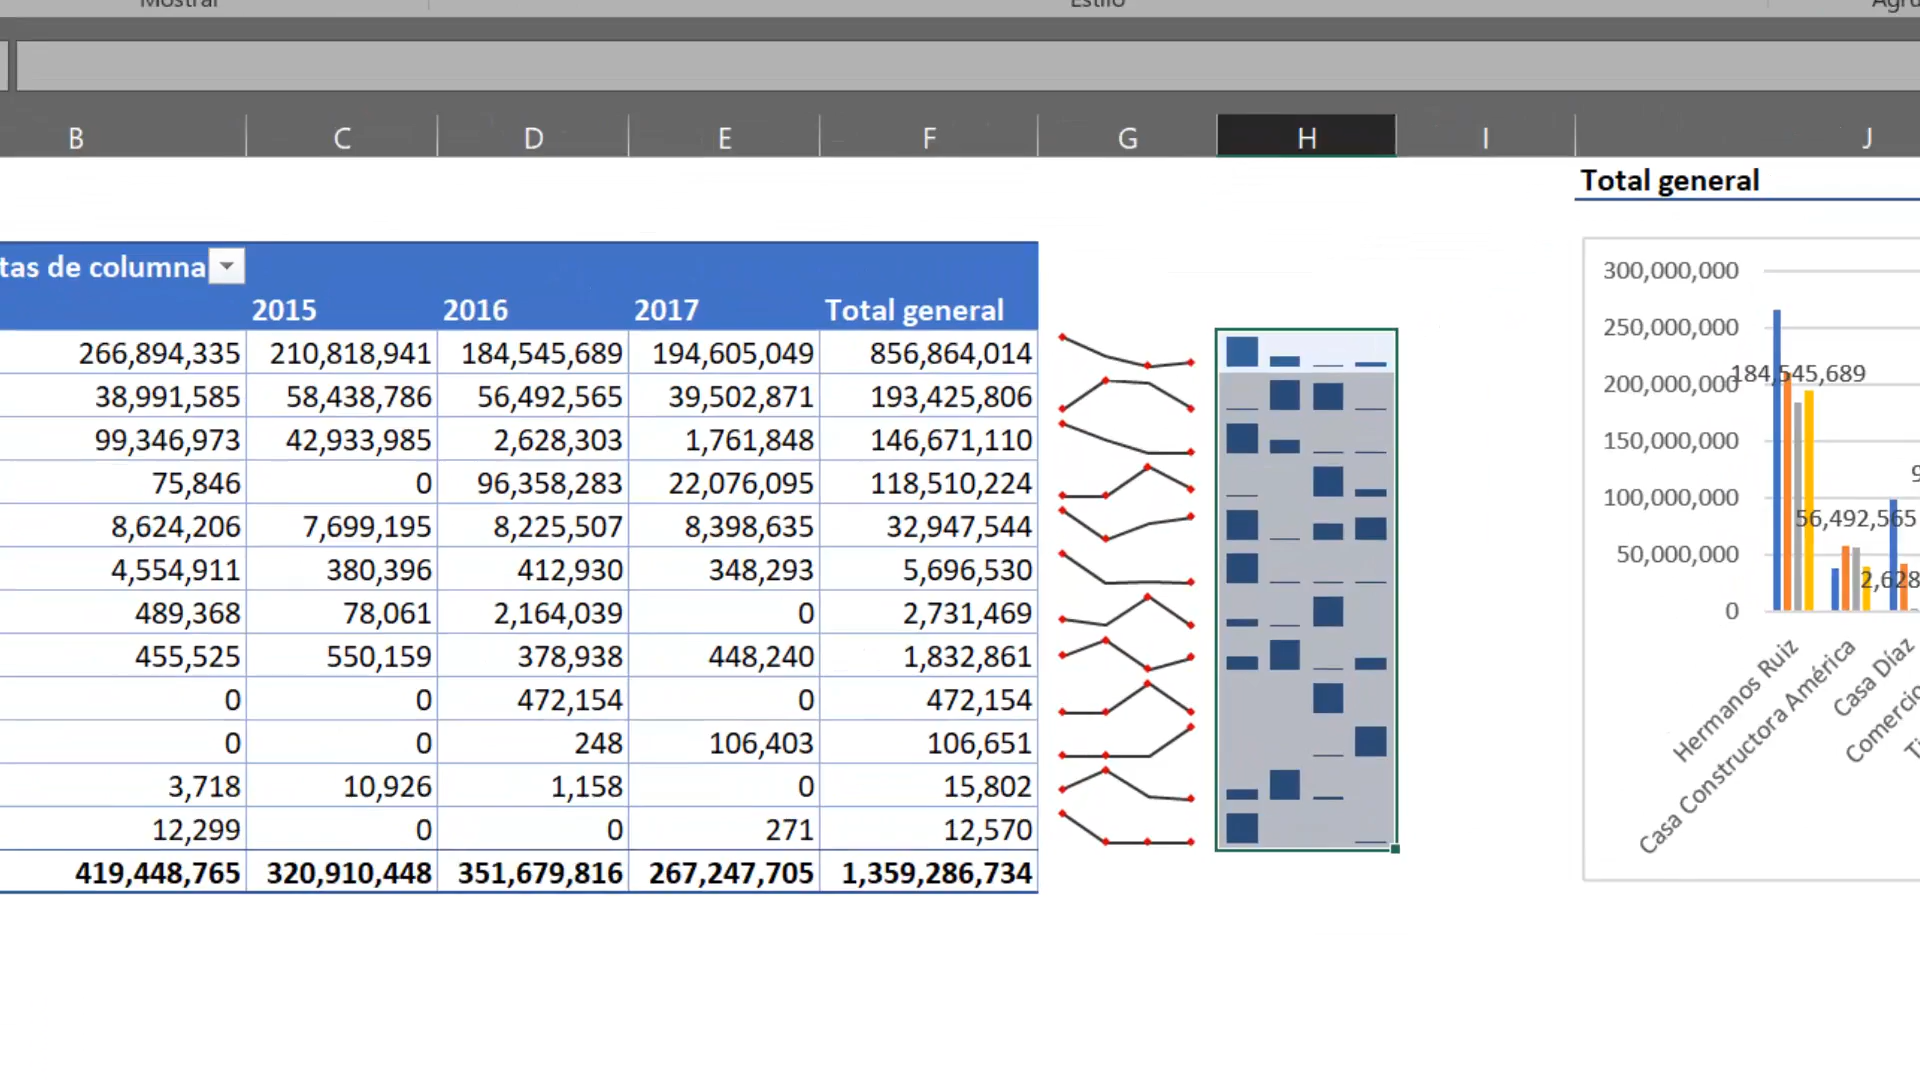 Mostrar
Estilo
B C D E F G H I J
Total general
tas de columna
2015 2016 2017 Total general
266,894,335 210,818,941 184,545,689 194,605,049 856,864,014
38,991,585 58,438,786 56,492,565 39,502,871 193,425,806
99,346,973 42,933,985 2,628,303 1,761,848 146,671,110
75,846 0 96,358,283 22,076,095 118,510,224
8,624,206 7,699,195 8,225,507 8,398,635 32,947,544
4,554,911 380,396 412,930 348,293 5,696,530
489,368 78,061 2,164,039 0 2,731,469
455,525 550,159 378,938 448,240 1,832,861
0 0 472,154 0 472,154
0 0 248 106,403 106,651
3,718 10,926 1,158 0 15,802
12,299 0 0 271 12,570
419,448,765 320,910,448 351,679,816 267,247,705 1,359,286,734
300,000,000
250,000,000
200,000,000
150,000,000
100,000,000
50,000,000
0
184,545,689
56,492,565
2,628
9
Hermanos Ruiz
Casa Constructora América
Casa Díaz
Comercio